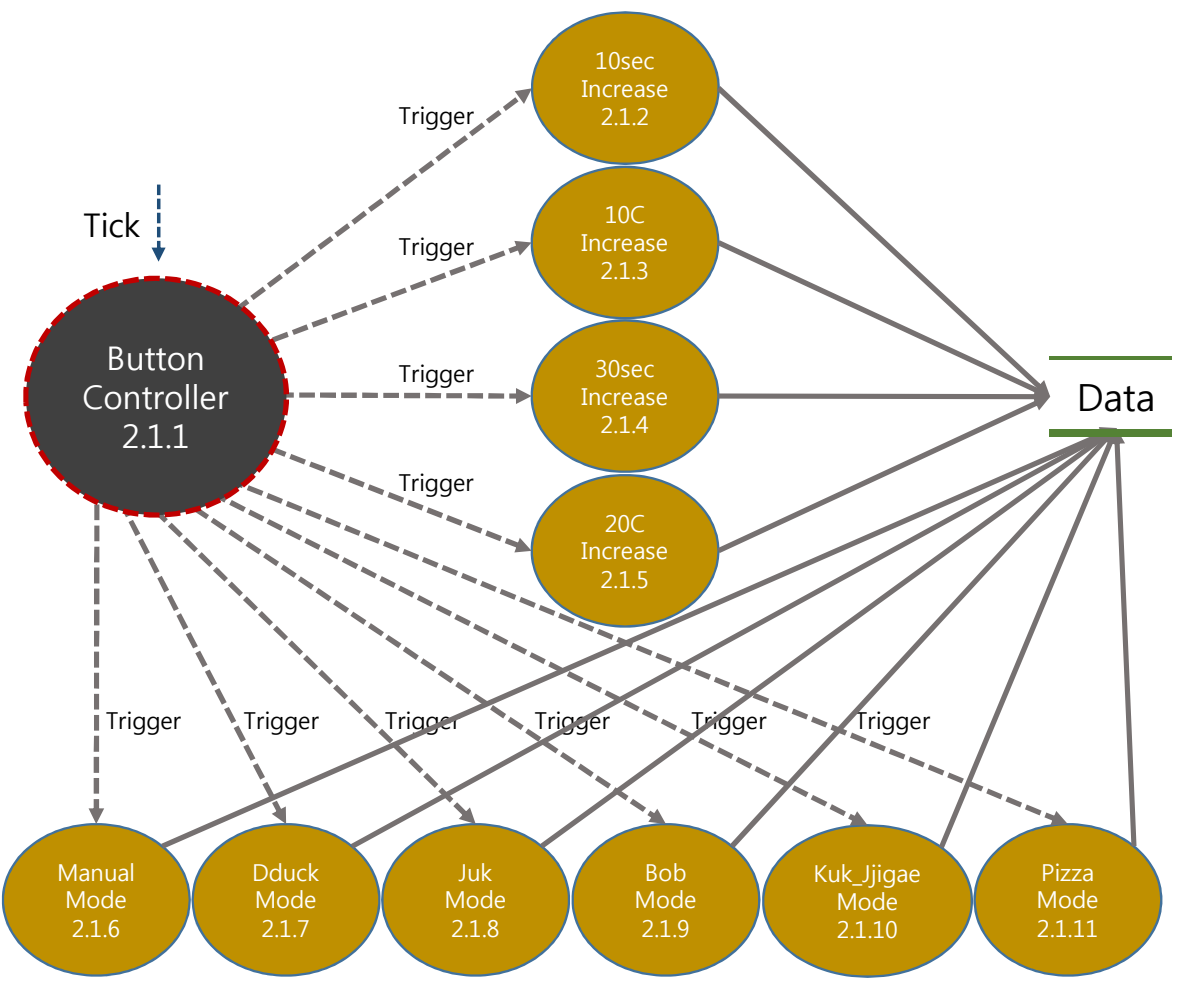 10sec
Increase
2.1.2
Trigger
10C
Increase
2.1.3
Trigger
Tick
Button
Controller
2.1.1
Trigger
30sec
Increase
2.1.4
Data
Trigger
20C
Increase
2.1.5
Trigger
Trigger
Trigger
Trigger
Trigger
Trigger
Manual
Mode
2.1.6
Dduck
Mode
2.1.7
Juk
Mode
2.1.8
Bob
Mode
2.1.9
Kuk_Jjigae
Mode
2.1.10
Pizza
Mode
2.1.11